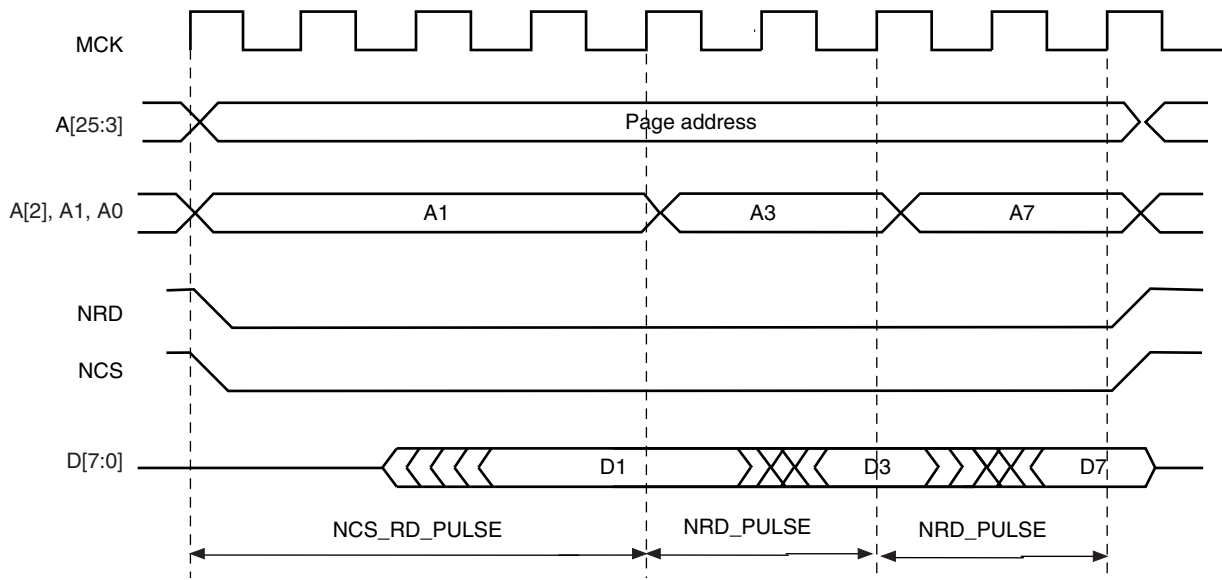 MCK
A[25:3]
Page address
A[2], A1, A0
A1
A3
A7
NRD
NCS
D[7:0]
D1
D3
D7
NCS_RD_PULSE
NRD_PULSE
NRD_PULSE